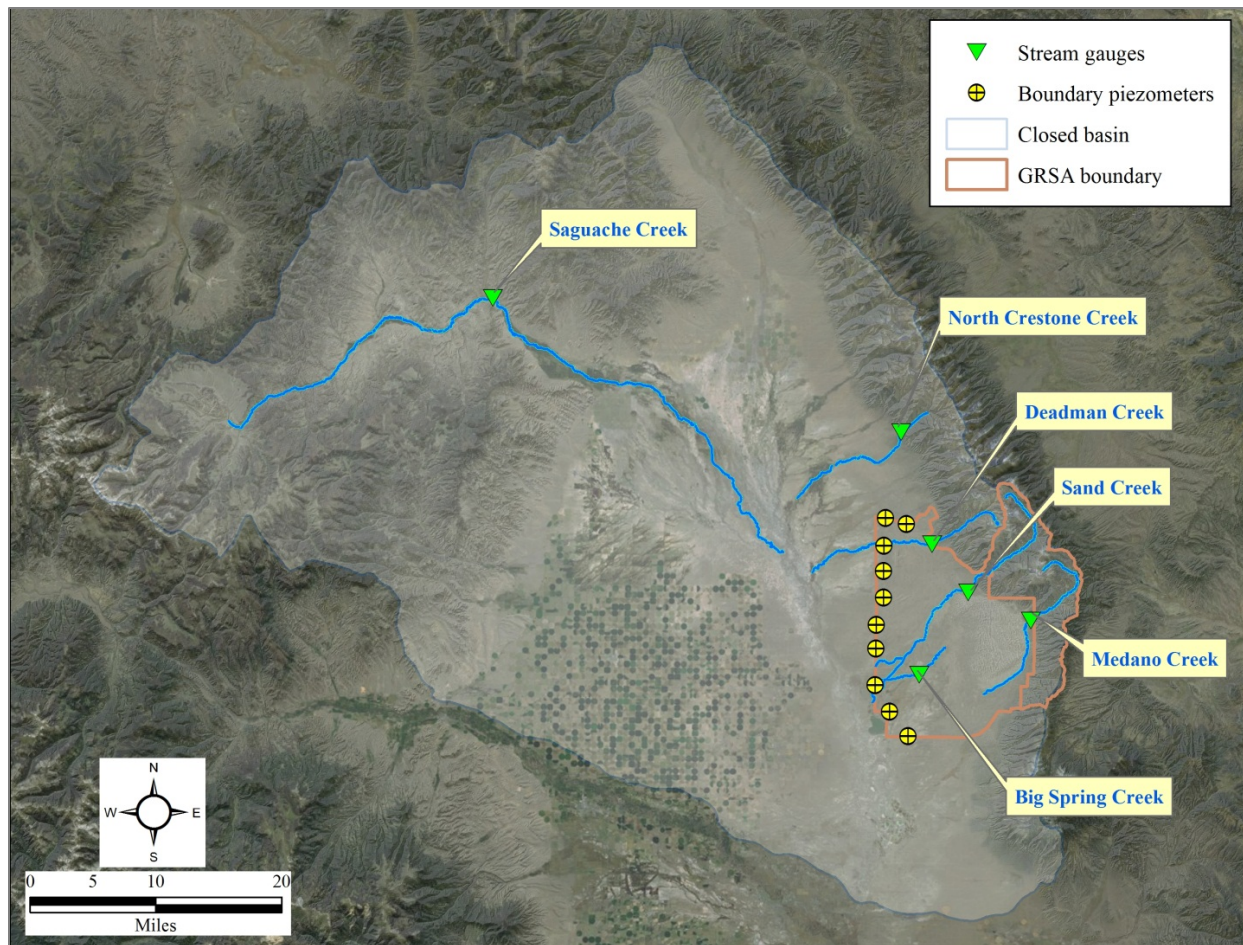 Stream gauges
Boundary piezometers
Closed basin
GRSA boundary
Saguache Creek
North Crestone Creek
Deadman Creek
Sand Creek
Medano Creek
Big Spring Creek
N
W E
S
0 5 10 20
Miles